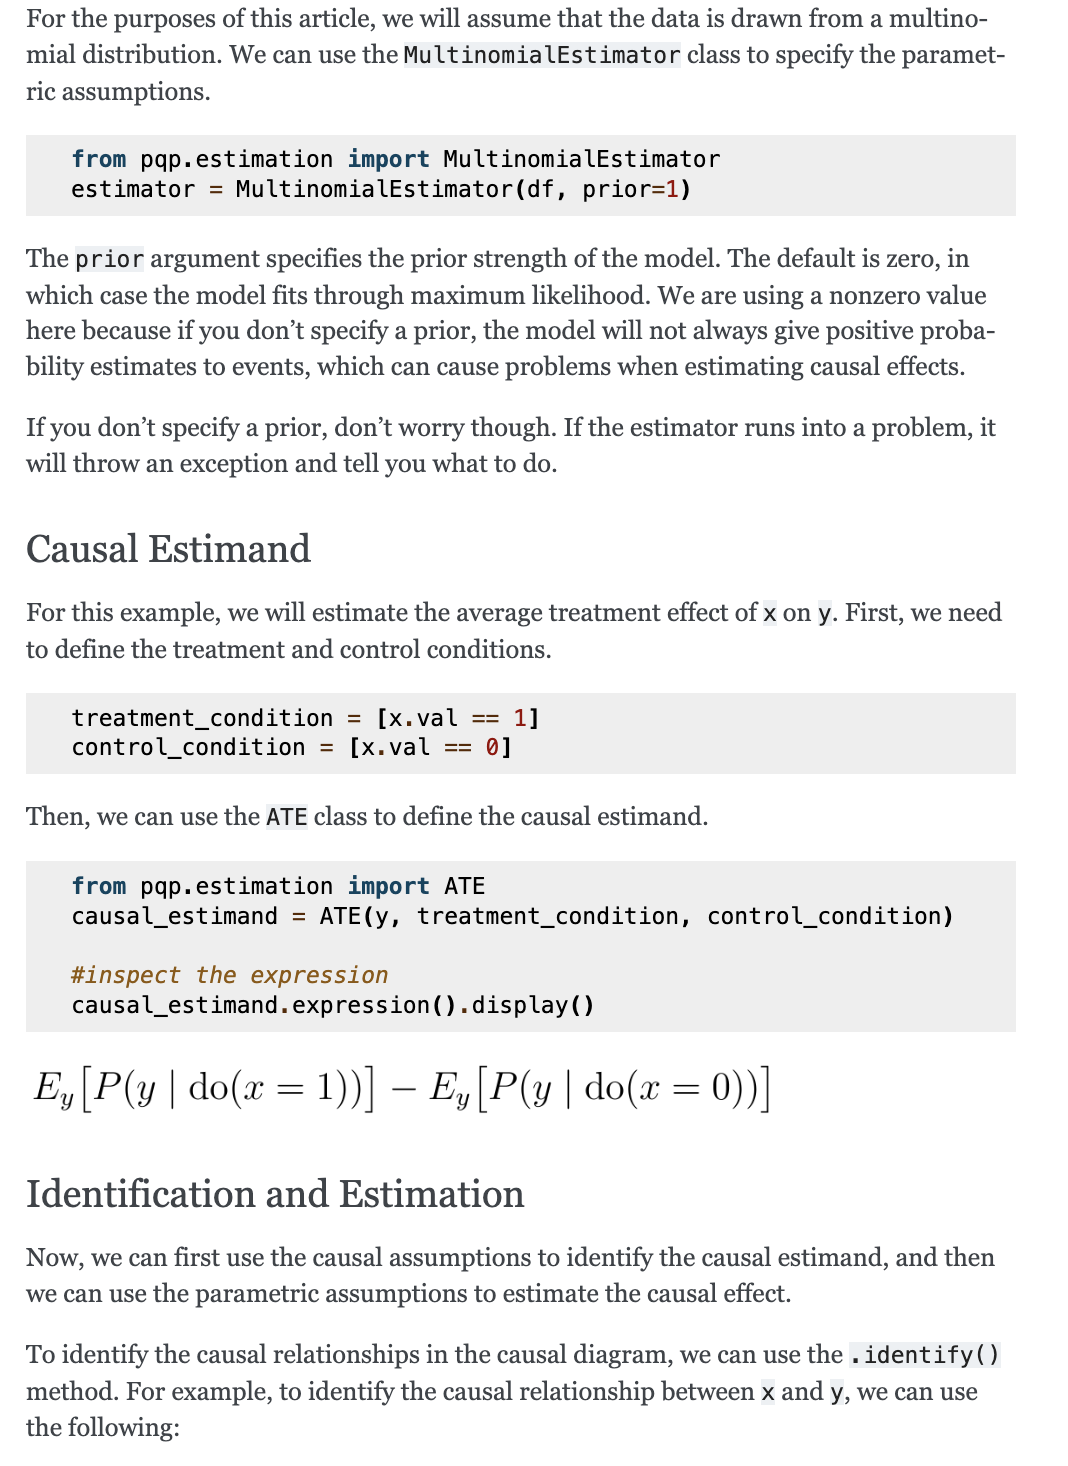 For the purposes of this article, we will assume that the data is drawn from a multino-
mial distribution. We can use the MultinomialEstimator class to specify the paramet-
ric assumptions.
from pqp.estimation import MultinomialEstimator
estimator = MultinomialEstimator(df, prior=1)
The prior argument specifies the prior strength of the model. The default is zero, in
which case the model fits through maximum likelihood. We are using a nonzero value
here because if you don’t specify a prior, the model will not always give positive proba-
bility estimates to events, which can cause problems when estimating causal effects.
If you don’t specify a prior, don’t worry though. If the estimator runs into a problem, it
will throw an exception and tell you what to do.
Causal Estimand
For this example, we will estimate the average treatment effect of x on y. First, we need
to define the treatment and control conditions.
treatment_condition = [x.val == 1]
control_condition = [x.val == 0]
Then, we can use the ATE class to define the causal estimand.
from pqp.estimation import ATE
causal_estimand = ATE(y, treatment_condition, control_condition)
#inspect the expression
causal_estimand.expression().display()
E_y[P(y | do(x = 1))] − E_y[P(y | do(x = 0))]
Identification and Estimation
Now, we can first use the causal assumptions to identify the causal estimand, and then
we can use the parametric assumptions to estimate the causal effect.
To identify the causal relationships in the causal diagram, we can use the .identify()
method. For example, to identify the causal relationship between x and y, we can use
the following: